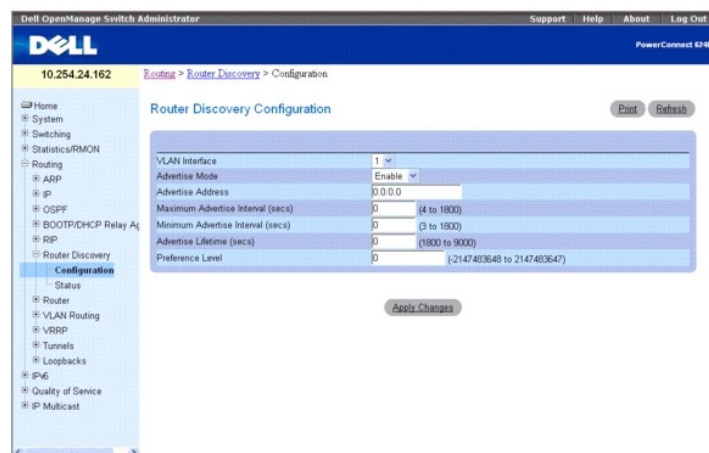 Dell OpenManage Switch Administrator Support Help About Log Out
DELL
PowerConnect 6248
10.254.24.162
Routing > Router Discovery > Configuration
Home
System
Switching
Statistics/RMON
Routing
ARP
IP
OSPF
BOOTP/DHCP Relay Ag
RIP
Router Discovery
Configuration
Status
Router
VLAN Routing
VRRP
Tunnels
Loopbacks
IPv6
Quality of Service
IP Multicast
Router Discovery Configuration
Print Refresh
VLAN Interface 1
Advertise Mode Enable
Advertise Address 0.0.0.0
Maximum Advertise Interval (secs) 0 (4 to 1800)
Minimum Advertise Interval (secs) 0 (3 to 1800)
Advertise Lifetime (secs) 0 (1800 to 9000)
Preference Level 0 (-2147483648 to 2147483647)
Apply Changes